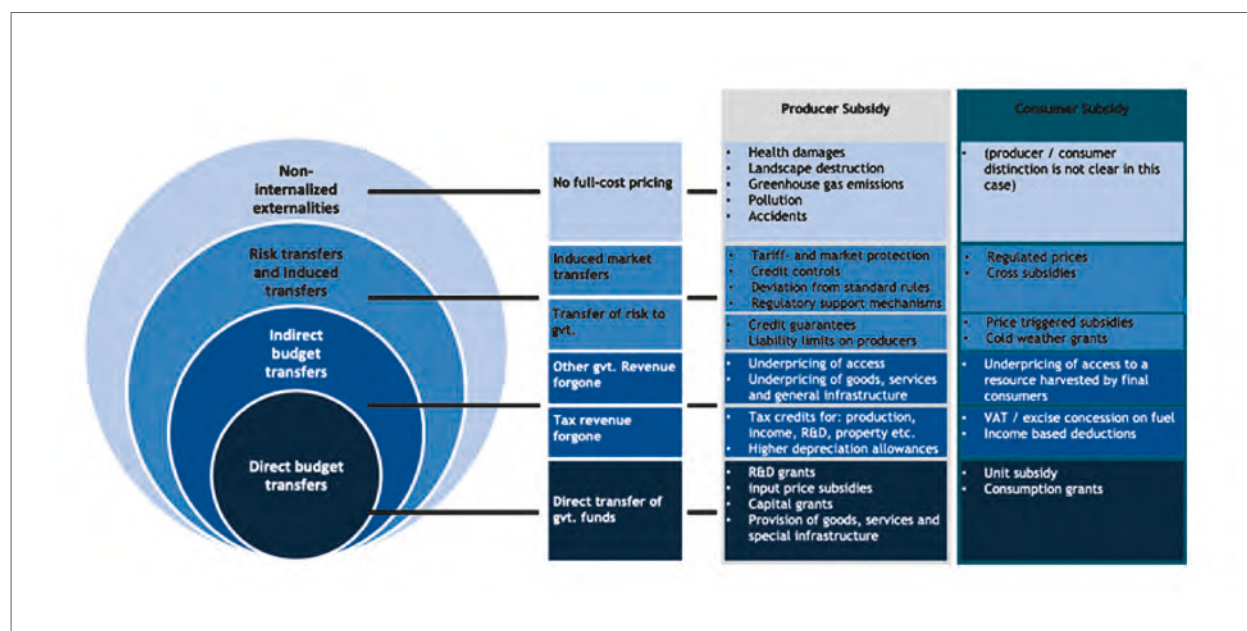 Non-
internalized
externalities
Risk transfers
and induced
transfers
Indirect
budget
transfers
Direct budget
transfers
No full-cost pricing
Induced market
transfers
Transfer of risk to
gvt.
Other gvt. Revenue
forgone
Tax revenue
forgone
Direct transfer of
gvt. funds
Producer Subsidy
• Health damages
• Landscape destruction
• Greenhouse gas emissions
• Pollution
• Accidents
• Tariff- and market protection
• Credit controls
• Deviation from standard rules
• Regulatory support mechanisms
• Credit guarantees
• Liability limits on producers
• Underpricing of access
• Underpricing of goods, services
and general infrastructure
• Tax credits for: production,
income, R&D, property etc.
• Higher depreciation allowances
• R&D grants
• Input price subsidies
• Capital grants
• Provision of goods, services and
special infrastructure
Consumer Subsidy
• (producer / consumer
distinction is not clear in this
case)
• Regulated prices
• Cross subsidies
• Price triggered subsidies
• Cold weather grants
• Underpricing of access to a
resource harvested by final
consumers
• VAT / excise concession on fuel
• Income based deductions
• Unit subsidy
• Consumption grants